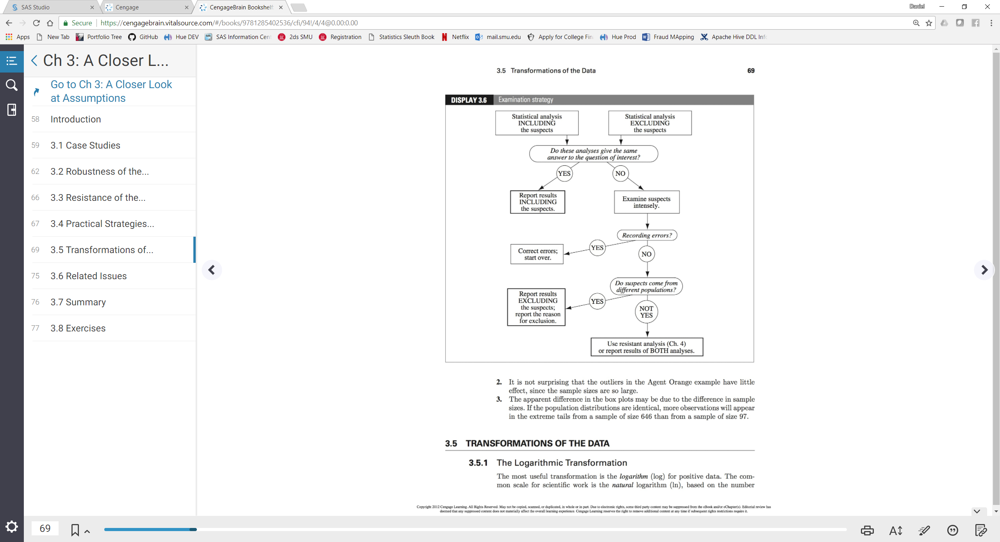 SAS Studio
Cengage
CengageBrain Bookshelf:
Daniel
Secure
https://cengagebrain.vitalsource.com/#/books/9781285402536/cfi/94!/4/4@0.00:0.00
Apps
New Tab
Portfolio Tree
GitHub
Hue DEV
SAS Information Cent
2ds SMU
Registration
Statistics Sleuth Book
Netflix
mail.smu.edu
Apply for College Fin
Hue Prod
Fraud MApping
Apache Hive DDL Info
Ch 3: A Closer L...
Go to Ch 3: A Closer Look
at Assumptions
58 Introduction
59 3.1 Case Studies
62 3.2 Robustness of the...
66 3.3 Resistance of the...
67 3.4 Practical Strategies...
69 3.5 Transformations of...
75 3.6 Related Issues
76 3.7 Summary
77 3.8 Exercises
3.5 Transformations of the Data 69
DISPLAY 3.6 Examination strategy
Statistical analysis
INCLUDING
the suspects
Statistical analysis
EXCLUDING
the suspects
Do these analyses give the same
answer to the question of interest?
YES
NO
Report results
INCLUDING
the suspects.
Examine suspects
intensely.
Recording errors?
YES
NO
Correct errors;
start over.
Do suspects come from
different populations?
YES
NOT
YES
Report results
EXCLUDING
the suspects;
report the reason
for exclusion.
Use resistant analysis (Ch. 4)
or report results of BOTH analyses.
2. It is not surprising that the outliers in the Agent Orange example have little
effect, since the sample sizes are so large.
3. The apparent difference in the box plots may be due to the difference in sample
sizes. If the population distributions are identical, more observations will appear
in the extreme tails from a sample of size 646 than from a sample of size 97.
3.5 TRANSFORMATIONS OF THE DATA
3.5.1 The Logarithmic Transformation
The most useful transformation is the logarithm (log) for positive data. The com-
mon scale for scientific work is the natural logarithm (ln), based on the number
Copyright 2012 Cengage Learning. All Rights Reserved. May not be copied, scanned, or duplicated, in whole or in part. Due to electronic rights, some third party content may be suppressed from the eBook and/or eChapter(s). Editorial review has
deemed that any suppressed content does not materially affect the overall learning experience. Cengage Learning reserves the right to remove additional content at any time if subsequent rights restrictions require it.
69